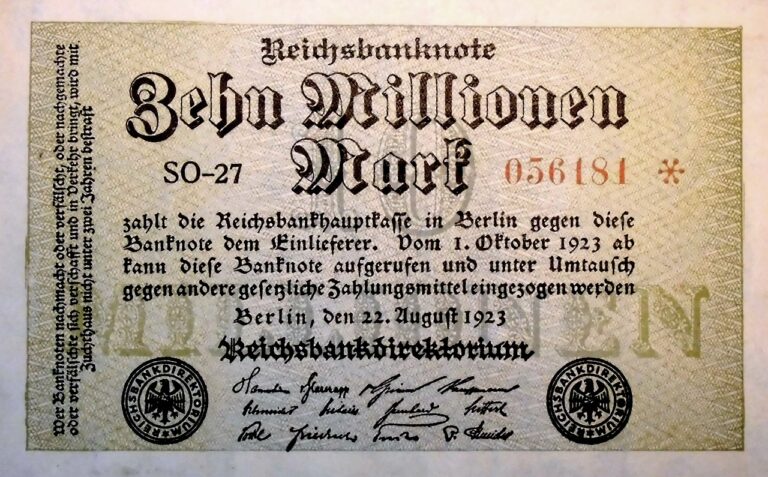 Reichsbanknote
Zehn Millionen
Mark
SO-27
056181 *
zahlt die Reichsbankhauptkasse in Berlin gegen diese
Banknote dem Einlieferer. Vom 1. Oktober 1923 ab
kann diese Banknote aufgerufen und unter Umtausch
gegen andere gesetzliche Zahlungsmittel eingezogen werden
Berlin, den 22. August 1923
Reichsbankdirektorium
REICHSBANKDIREKTORIUM
REICHSBANKDIREKTORIUM
Wer Banknoten nachmacht oder verfälscht, oder nachgemachte
oder verfälschte sich verschafft und in Verkehr bringt, wird mit
Zuchthaus nicht unter zwei Jahren bestraft